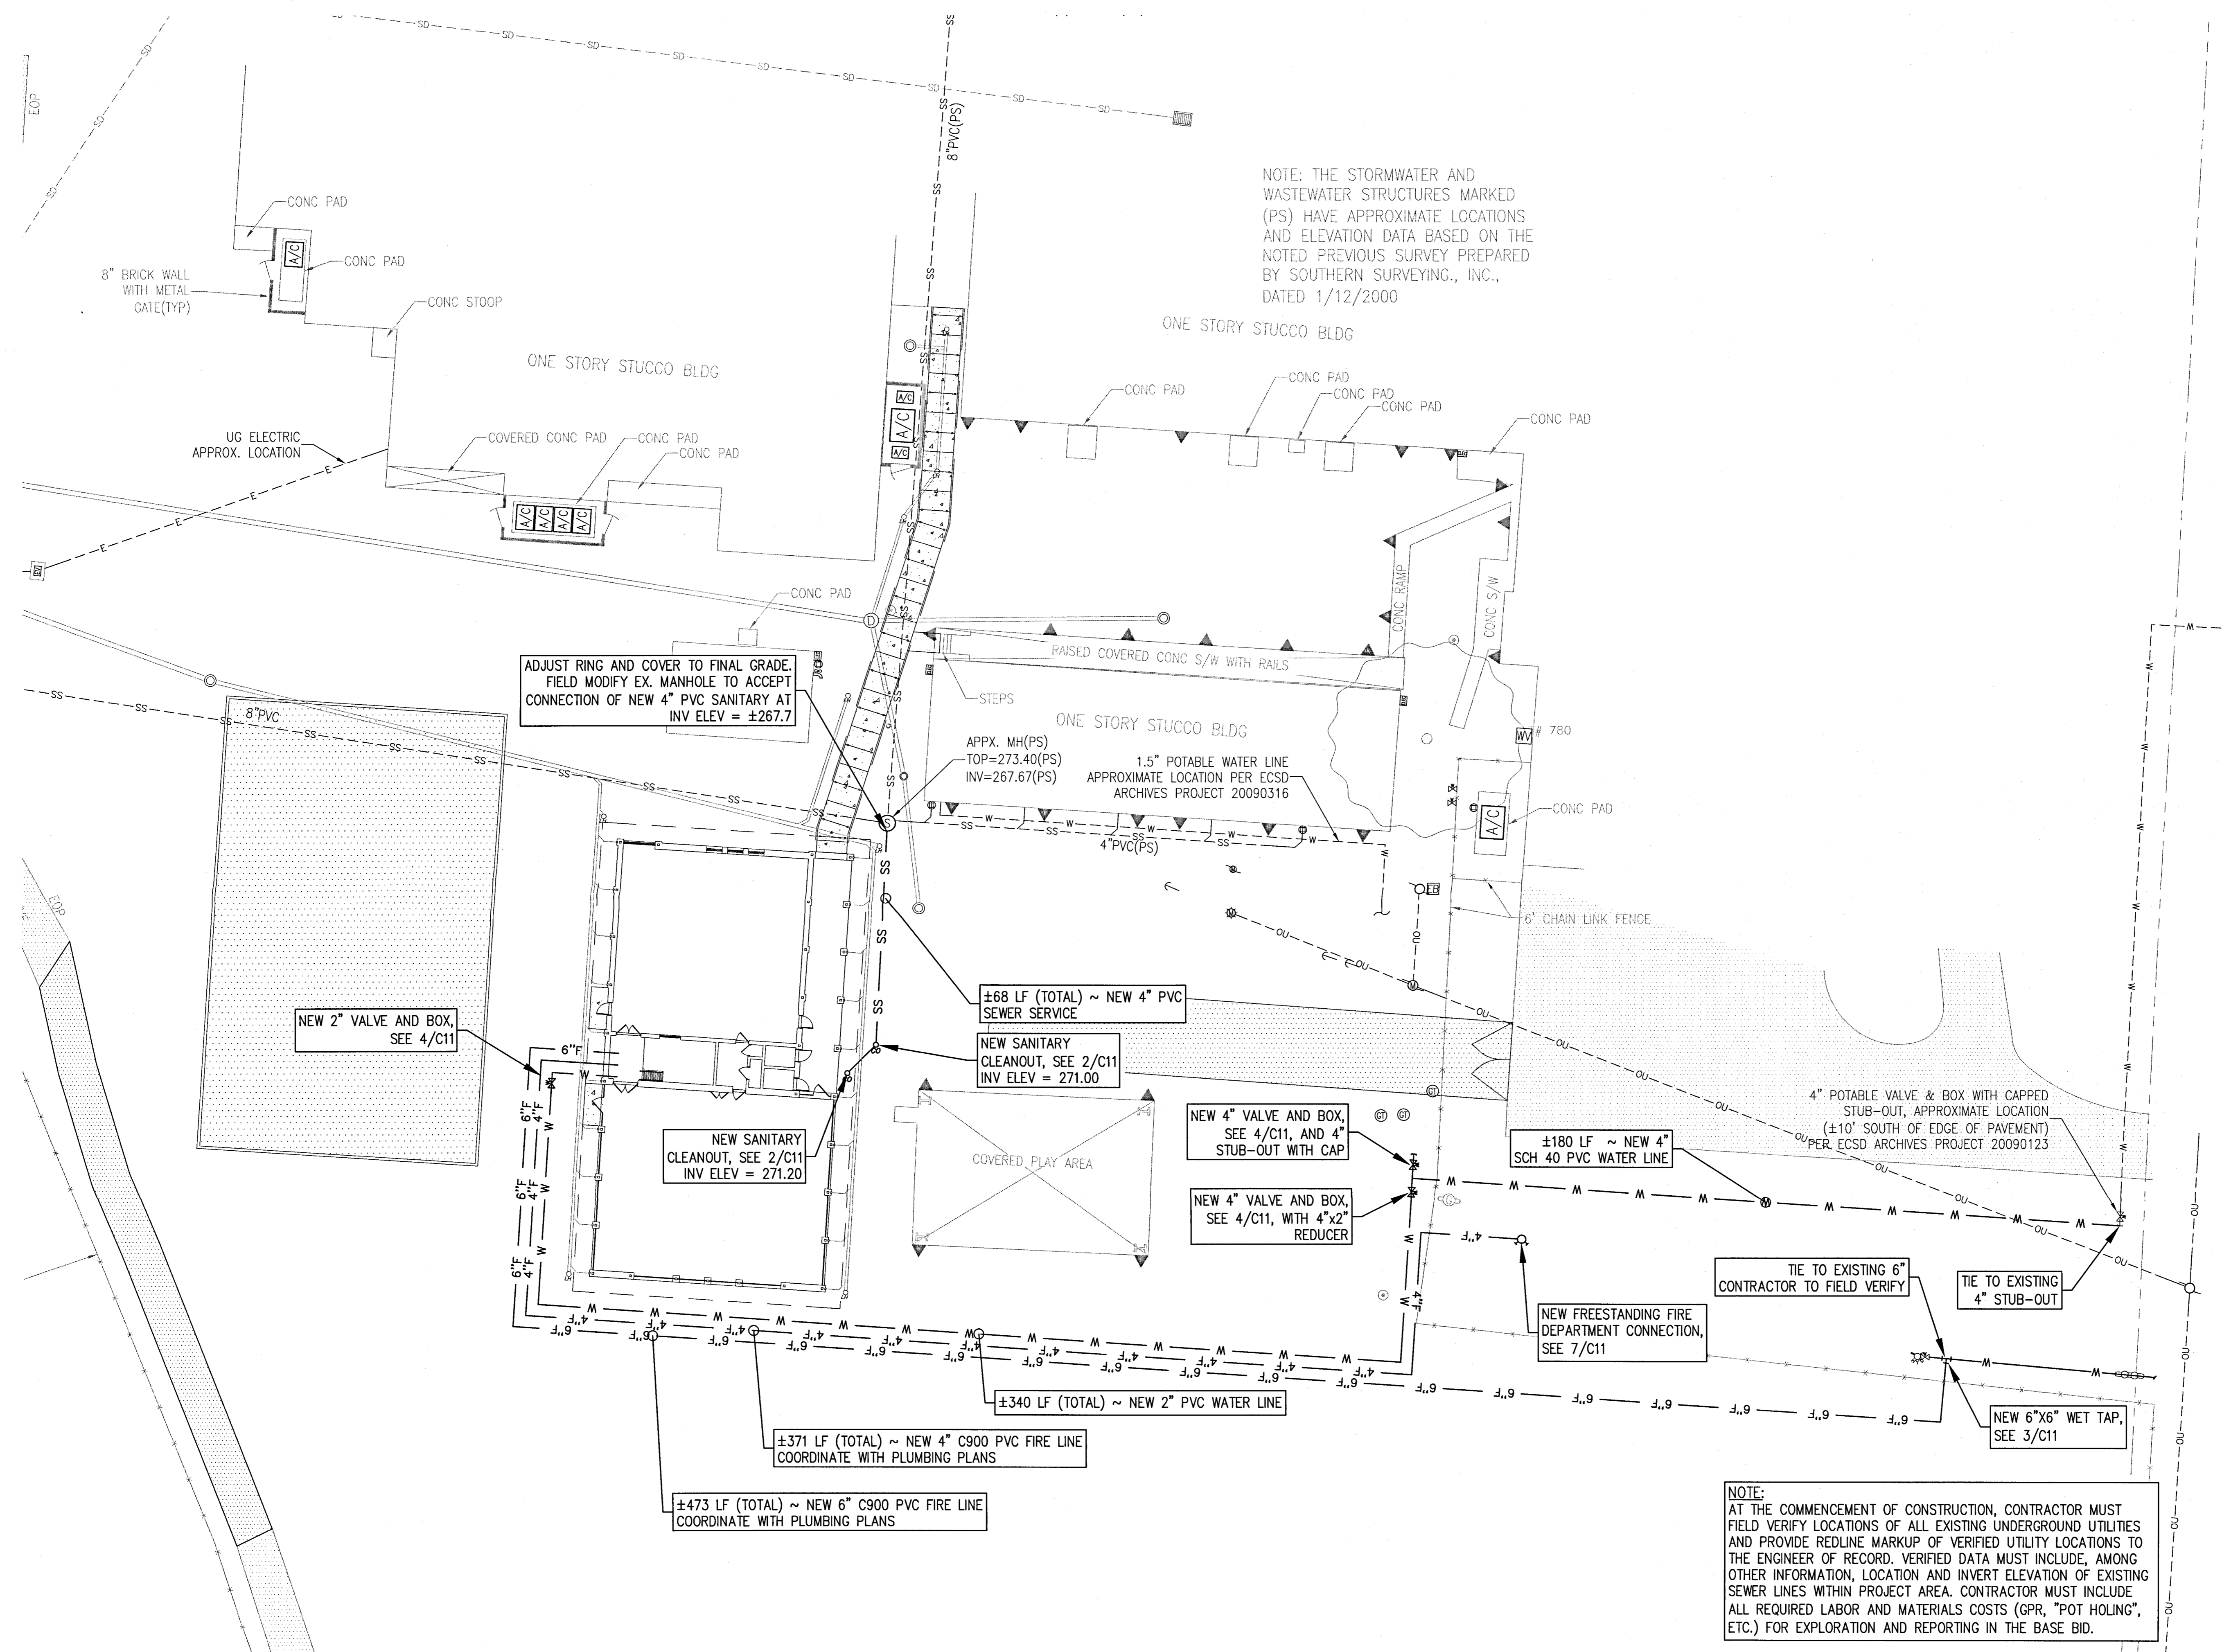 8"PVC(PS)
EOP
NOTE: THE STORMWATER AND
WASTEWATER STRUCTURES MARKED
(PS) HAVE APPROXIMATE LOCATIONS
AND ELEVATION DATA BASED ON THE
NOTED PREVIOUS SURVEY PREPARED
BY SOUTHERN SURVEYING., INC.,
DATED 1/12/2000
CONC PAD
A/C
CONC PAD
8" BRICK WALL
WITH METAL
GATE(TYP)
CONC STOOP
ONE STORY STUCCO BLDG
ONE STORY STUCCO BLDG
CONC PAD
CONC PAD
CONC PAD
CONC PAD
CONC PAD
A/C
A/C
A/C
UG ELECTRIC
APPROX. LOCATION
COVERED CONC PAD
CONC PAD
CONC PAD
A/C
A/C
A/C
A/C
CONC PAD
CONC RAMP
CONC S/W
D
RAISED COVERED CONC S/W WITH RAILS
STEPS
ADJUST RING AND COVER TO FINAL GRADE.
FIELD MODIFY EX. MANHOLE TO ACCEPT
CONNECTION OF NEW 4" PVC SANITARY AT
INV ELEV = ±267.7
8"PVC
ONE STORY STUCCO BLDG
WV
# 780
APPX. MH(PS)
TOP=273.40(PS)
INV=267.67(PS)
1.5" POTABLE WATER LINE
APPROXIMATE LOCATION PER ECSD
ARCHIVES PROJECT 20090316
S
4"PVC(PS)
A/C
CONC PAD
6' CHAIN LINK FENCE
EOP
±68 LF (TOTAL) ~ NEW 4" PVC
SEWER SERVICE
NEW 2" VALVE AND BOX,
SEE 4/C11
NEW SANITARY
CLEANOUT, SEE 2/C11
INV ELEV = 271.00
NEW SANITARY
CLEANOUT, SEE 2/C11
INV ELEV = 271.20
COVERED PLAY AREA
GT
GT
GT
NEW 4" VALVE AND BOX,
SEE 4/C11, AND 4"
STUB-OUT WITH CAP
NEW 4" VALVE AND BOX,
SEE 4/C11, WITH 4"x2"
REDUCER
±180 LF ~ NEW 4"
SCH 40 PVC WATER LINE
4" POTABLE VALVE & BOX WITH CAPPED
STUB-OUT, APPROXIMATE LOCATION
(±10' SOUTH OF EDGE OF PAVEMENT)
PER ECSD ARCHIVES PROJECT 20090123
TIE TO EXISTING 6"
CONTRACTOR TO FIELD VERIFY
TIE TO EXISTING
4" STUB-OUT
NEW FREESTANDING FIRE
DEPARTMENT CONNECTION,
SEE 7/C11
NEW 6"X6" WET TAP,
SEE 3/C11
±340 LF (TOTAL) ~ NEW 2" PVC WATER LINE
±371 LF (TOTAL) ~ NEW 4" C900 PVC FIRE LINE
COORDINATE WITH PLUMBING PLANS
±473 LF (TOTAL) ~ NEW 6" C900 PVC FIRE LINE
COORDINATE WITH PLUMBING PLANS
NOTE:
AT THE COMMENCEMENT OF CONSTRUCTION, CONTRACTOR MUST
FIELD VERIFY LOCATIONS OF ALL EXISTING UNDERGROUND UTILITIES
AND PROVIDE REDLINE MARKUP OF VERIFIED UTILITY LOCATIONS TO
THE ENGINEER OF RECORD. VERIFIED DATA MUST INCLUDE, AMONG
OTHER INFORMATION, LOCATION AND INVERT ELEVATION OF EXISTING
SEWER LINES WITHIN PROJECT AREA. CONTRACTOR MUST INCLUDE
ALL REQUIRED LABOR AND MATERIALS COSTS (GPR, "POT HOLING",
ETC.) FOR EXPLORATION AND REPORTING IN THE BASE BID.